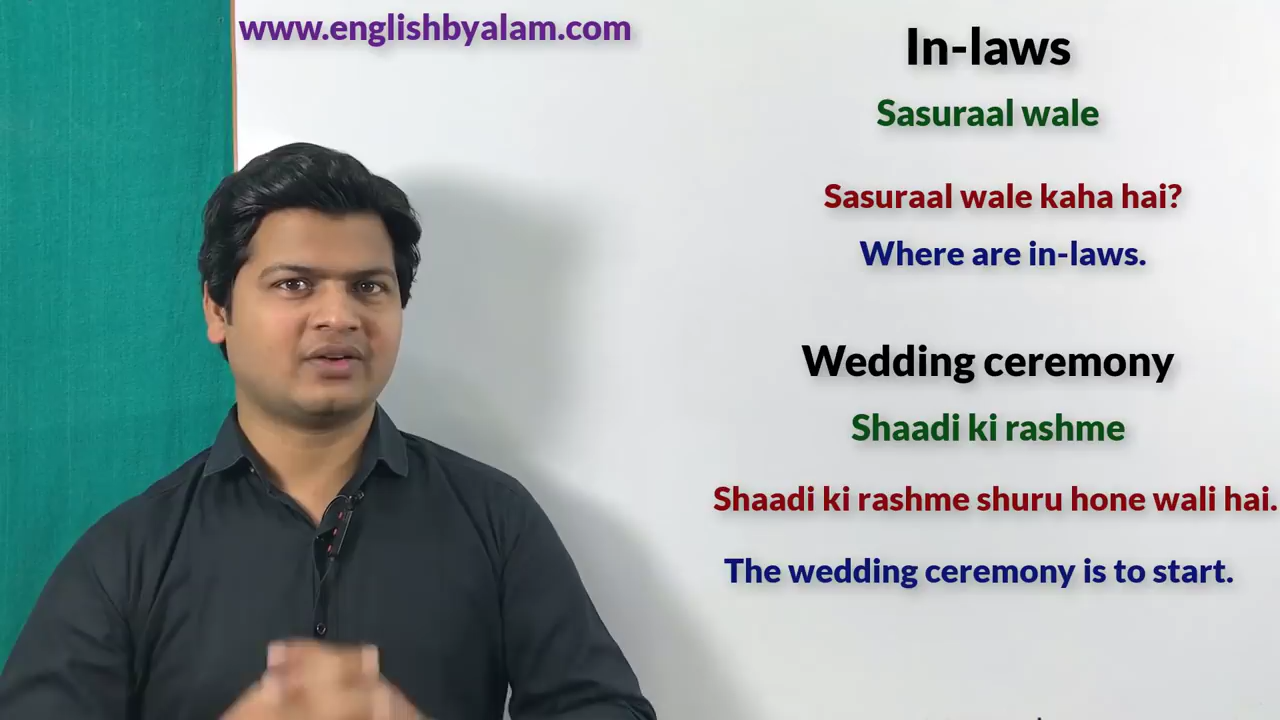 www.englishbyalam.com
In-laws
Sasuraal wale
Sasuraal wale kaha hai?
Where are in-laws.
Wedding ceremony
Shaadi ki rashme
Shaadi ki rashme shuru hone wali hai.
The wedding ceremony is to start.